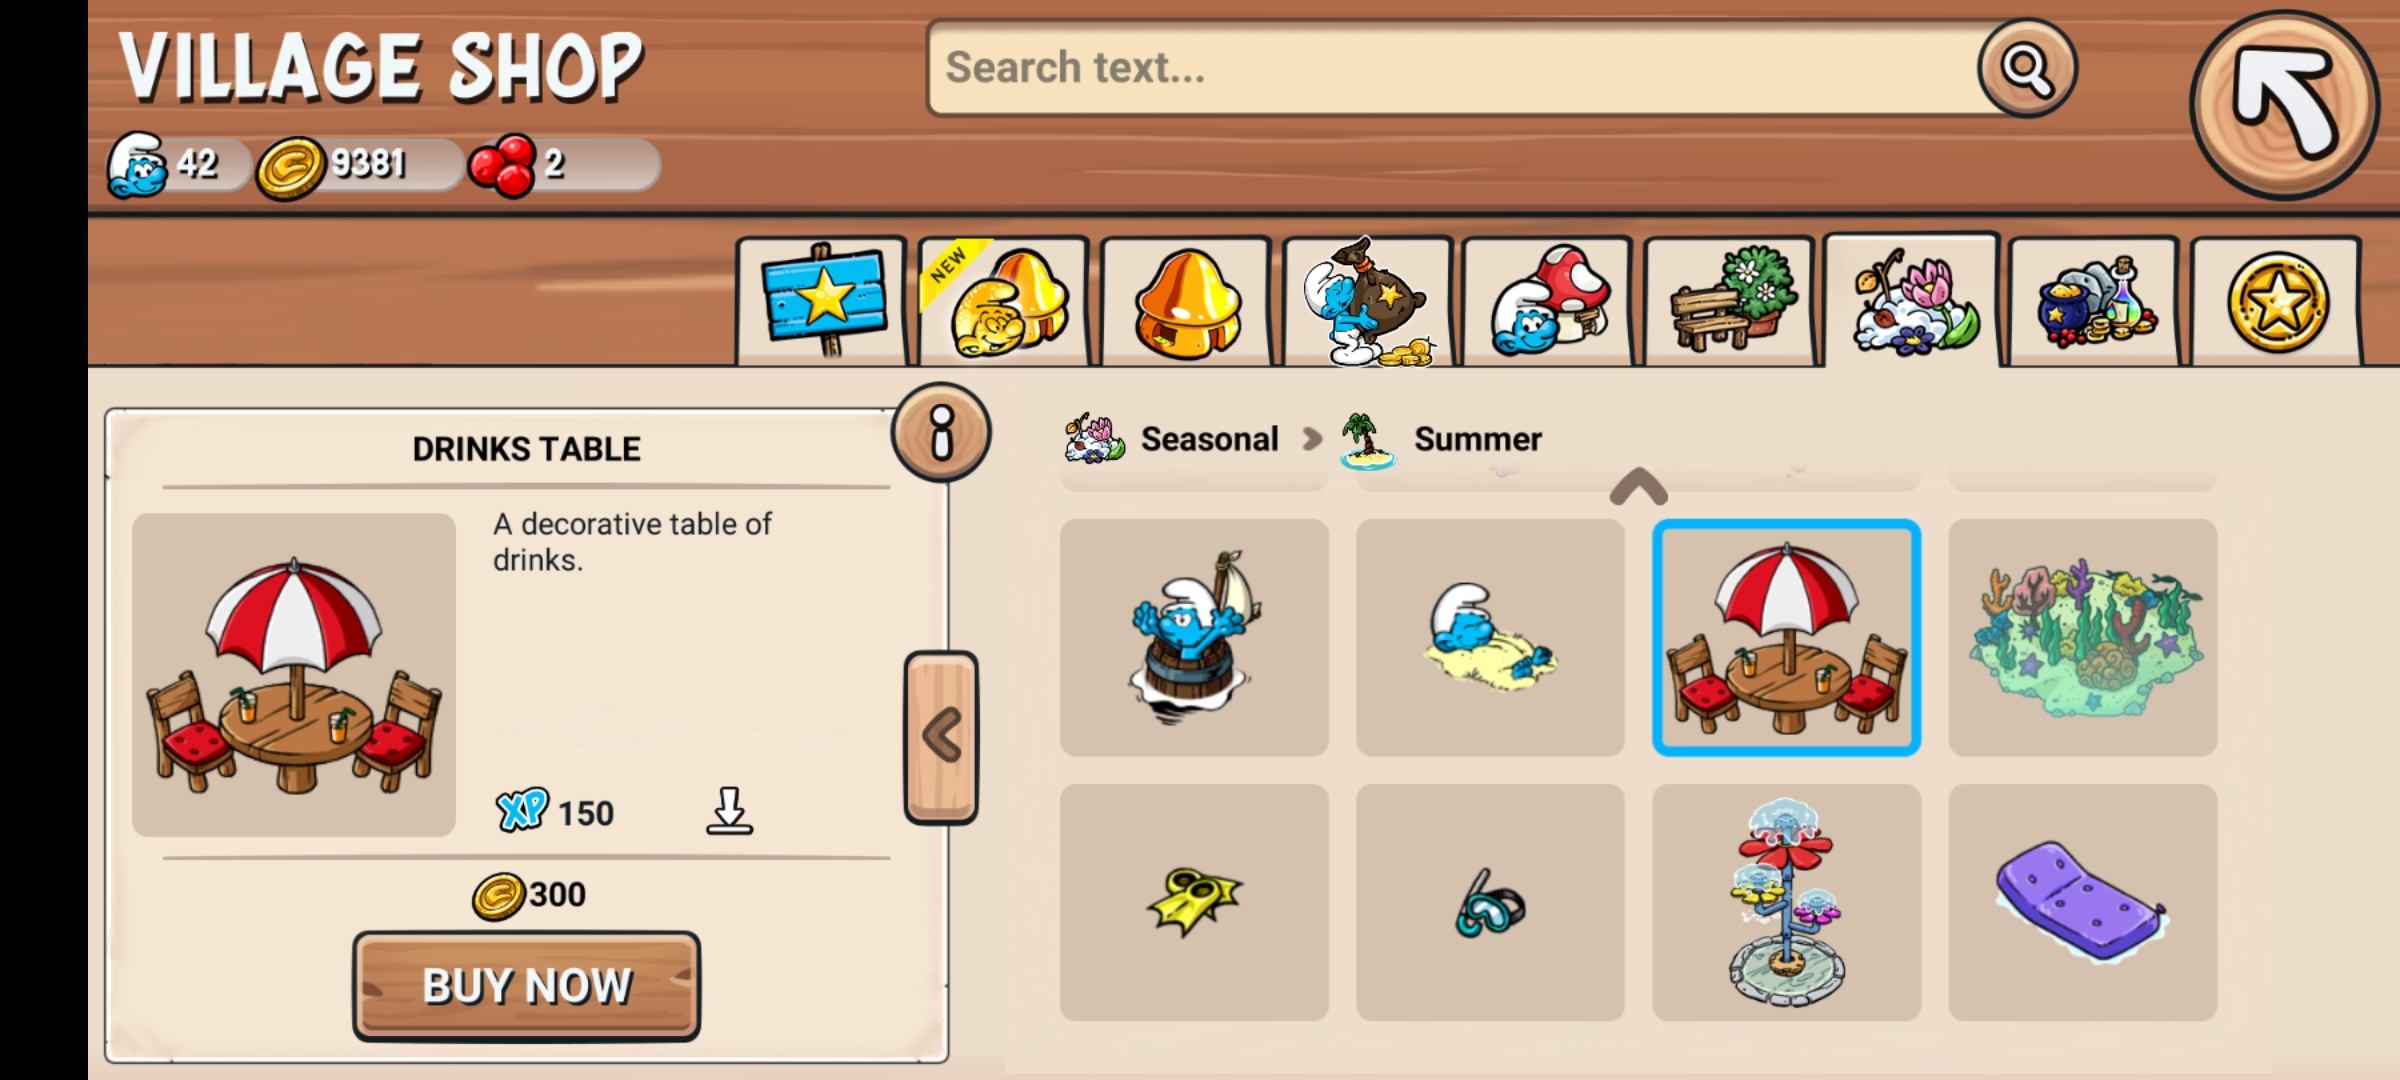 VILLAGE SHOP
Search text...
42
9381
2
NEW
DRINKS TABLE
A decorative table of
drinks.
XP 150
300
BUY NOW
Seasonal
Summer